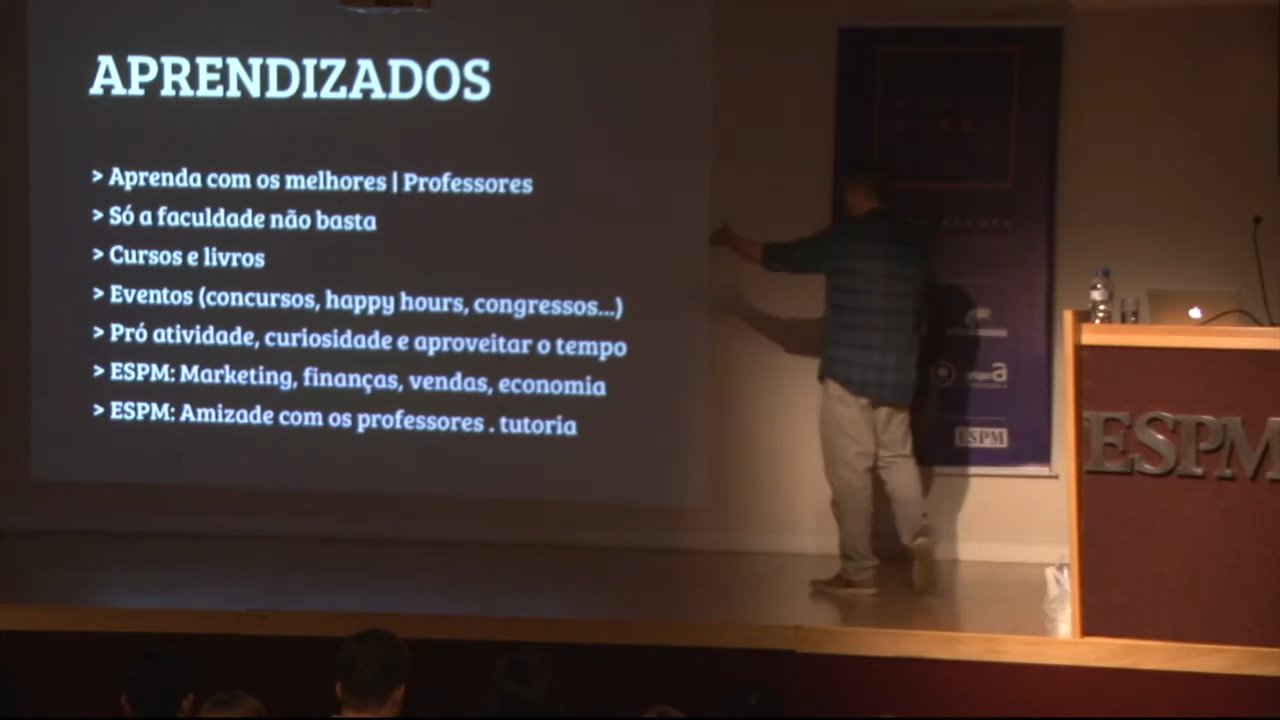 APRENDIZADOS
> Aprenda com os melhores | Professores
> Só a faculdade não basta
> Cursos e livros
> Eventos (concursos, happy hours, congressos...)
> Pró atividade, curiosidade e aproveitar o tempo
> ESPM: Marketing, finanças, vendas, economia
> ESPM: Amizade com os professores . tutoria
ESPM
ESPM